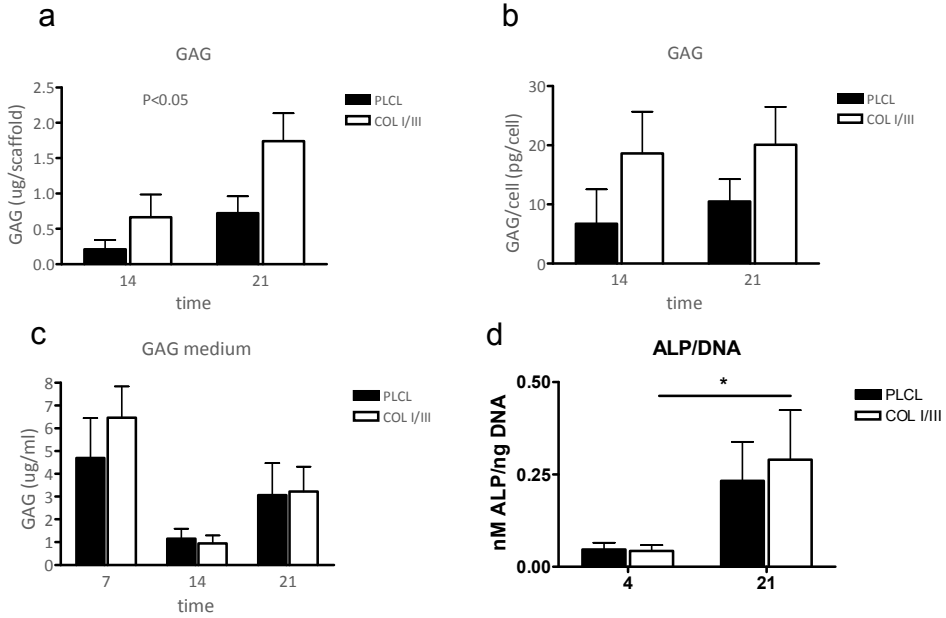 a
GAG
P<0.05
PLCL
COL I/III
GAG (ug/scaffold)
2.5
2.0
1.5
1.0
0.5
0.0
14
21
time
b
GAG
PLCL
COL I/III
GAG/cell (pg/cell)
30
20
10
0
14
21
time
c
GAG medium
PLCL
COL I/III
GAG (ug/ml)
8
7
6
5
4
3
2
1
0
7
14
21
time
d
ALP/DNA
*
PLCL
COL I/III
nM ALP/ng DNA
0.50
0.25
0.00
4
21